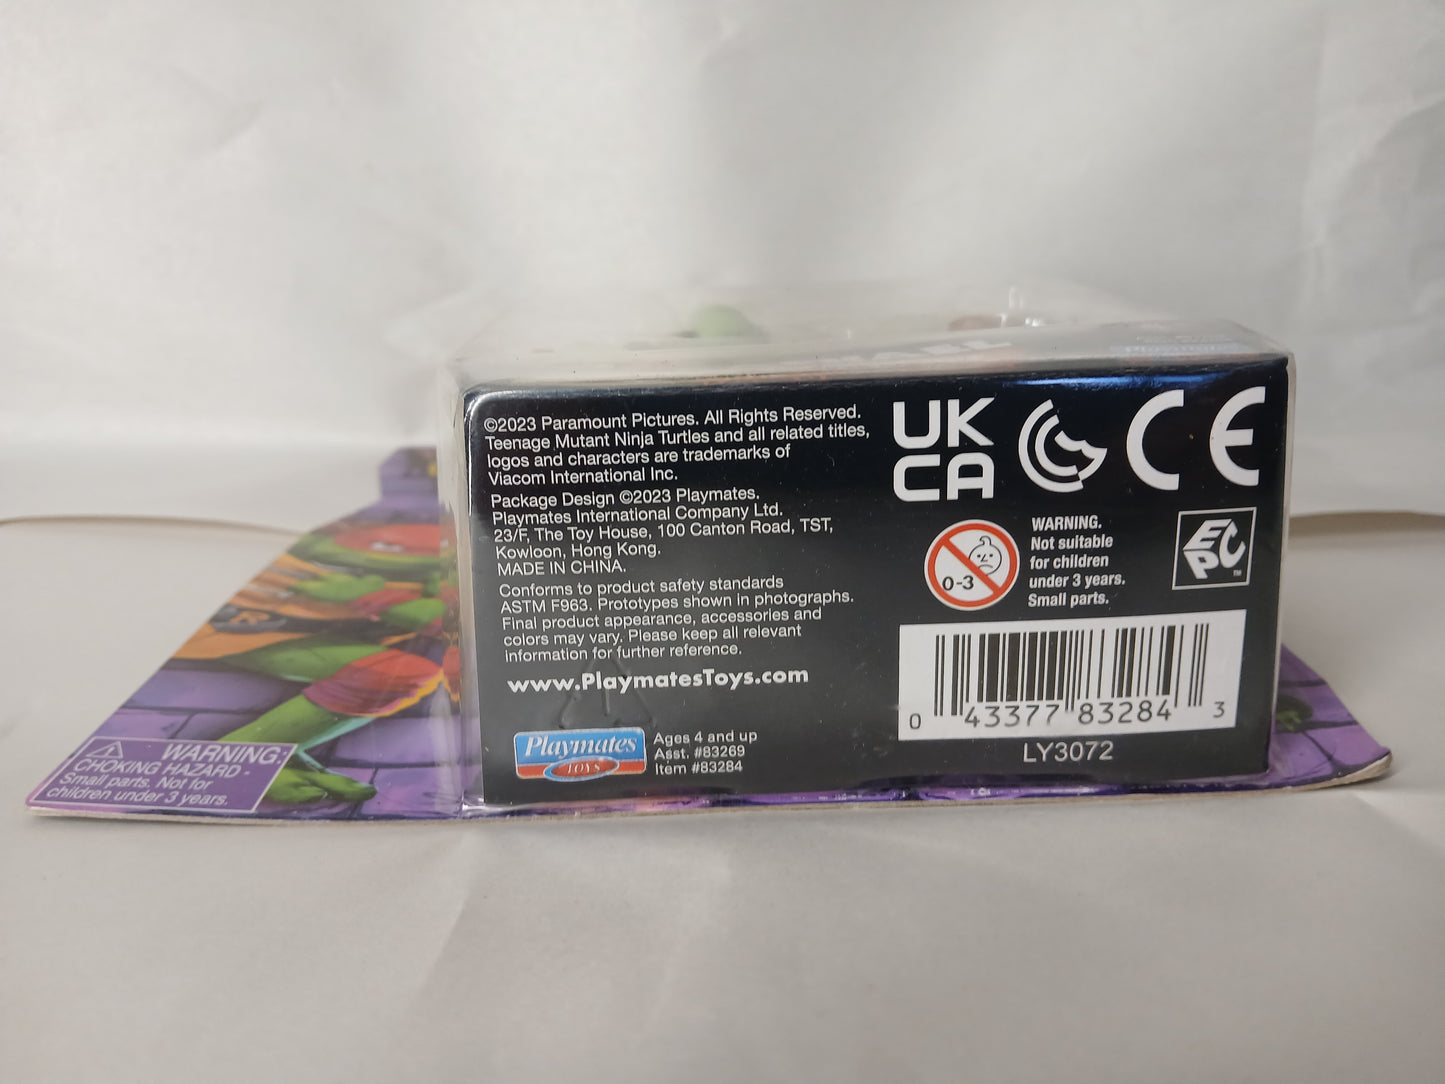 ©2023 Paramount Pictures. All Rights Reserved.
Teenage Mutant Ninja Turtles and all related titles,
logos and characters are trademarks of
Viacom International Inc.
Package Design ©2023 Playmates.
Playmates International Company Ltd.
23/F, The Toy House, 100 Canton Road, TST,
Kowloon, Hong Kong.
MADE IN CHINA.
Conforms to product safety standards
ASTM F963. Prototypes shown in photographs.
Final product appearance, accessories and
colors may vary. Please keep all relevant
information for further reference.
www.PlaymatesToys.com
Playmates
TOYS
Ages 4 and up
Asst. #83269
Item #83284
UK
CA
CE
0-3
WARNING.
Not suitable
for children
under 3 years.
Small parts.
EPC
™
0 43377 83284 3
LY3072
WARNING:
CHOKING HAZARD -
Small parts. Not for
children under 3 years.